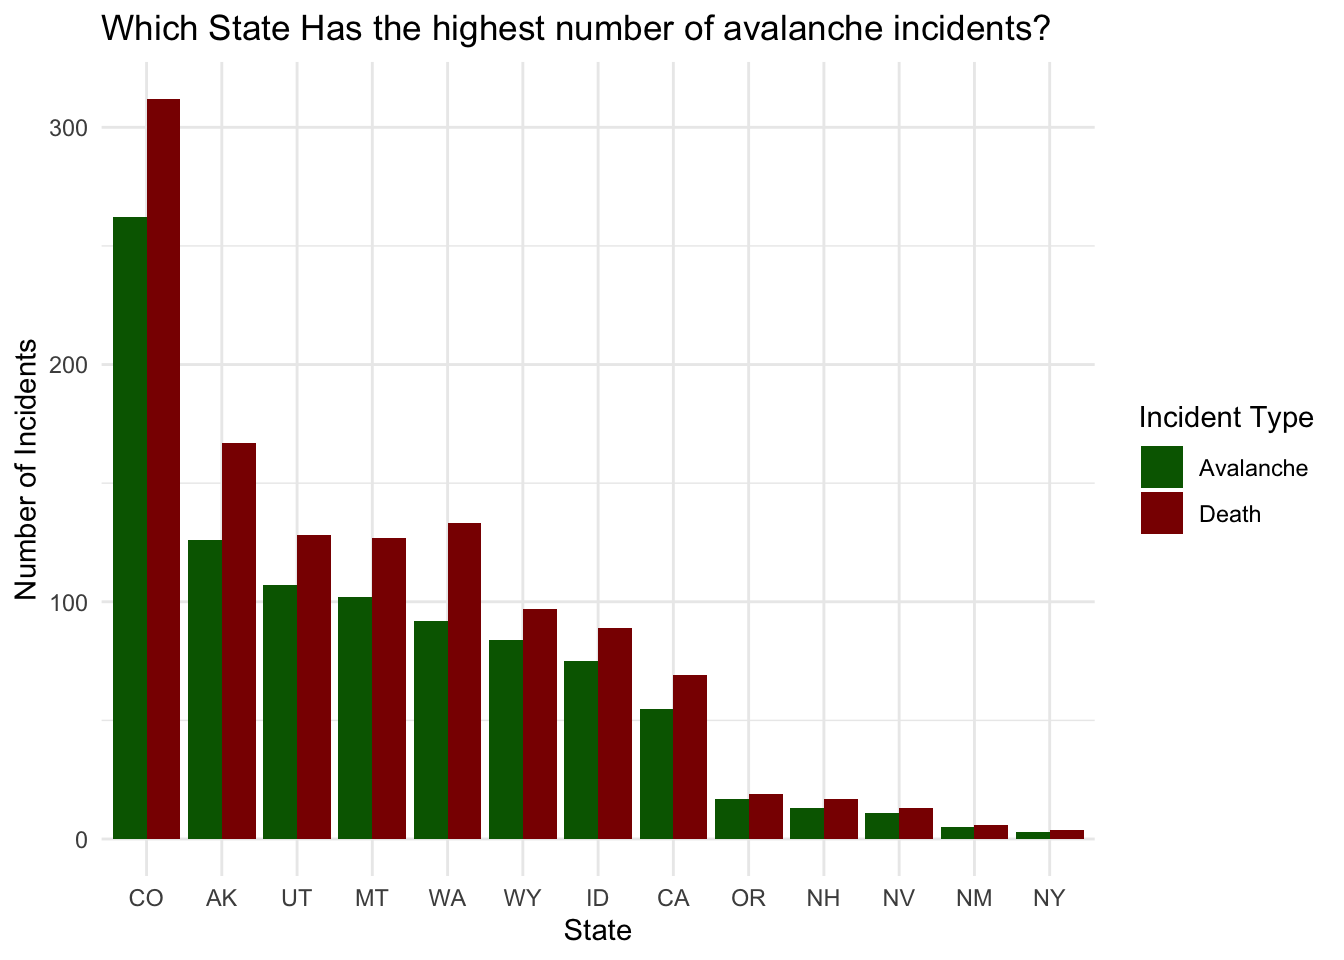 Which State Has the highest number of avalanche incidents?
Number of Incidents
300
200
100
0
CO AK UT MT WA WY ID CA OR NH NV NM NY
State
Incident Type
Avalanche
Death